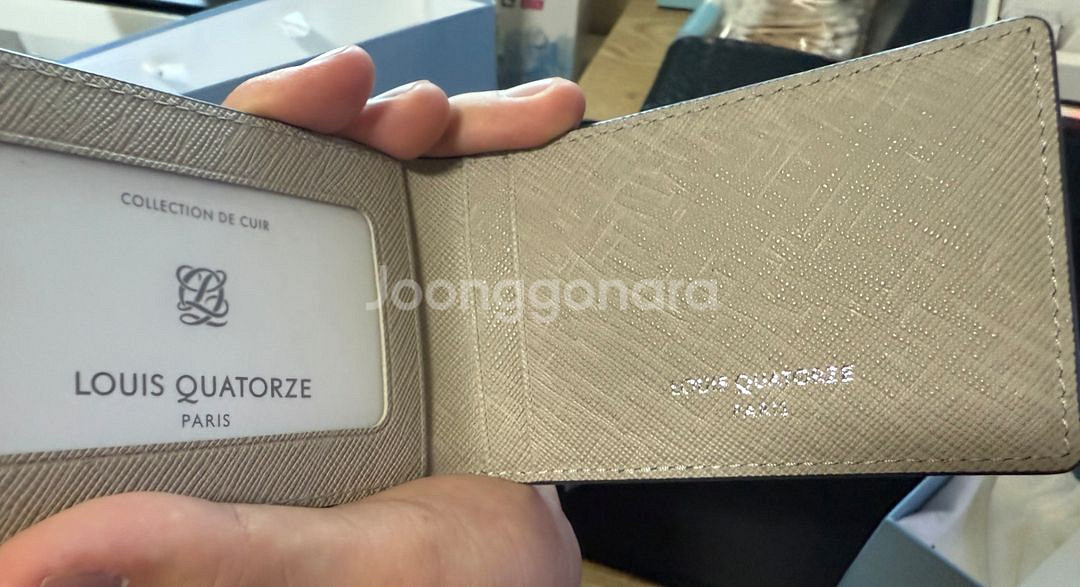 COLLECTION DE CUIR
LOUIS QUATORZE
PARIS
Joonggonara
LOUIS QUATORZE
PARIS